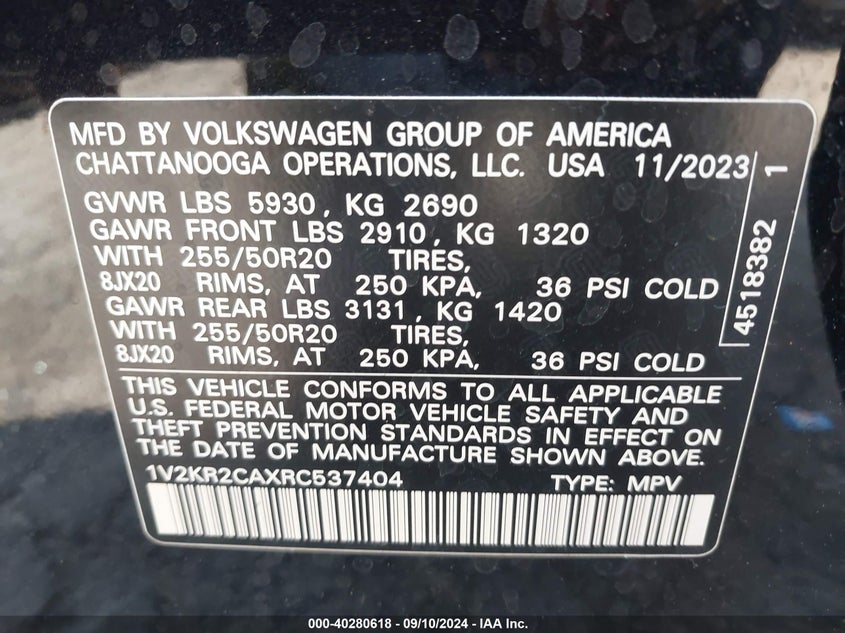 MFD BY VOLKSWAGEN GROUP OF AMERICA
CHATTANOOGA OPERATIONS, LLC. USA 11/2023
GVWR LBS 5930, KG 2690
GAWR FRONT LBS 2910, KG 1320
WITH 255/50R20 TIRES,
8JX20 RIMS, AT 250 KPA, 36 PSI COLD
GAWR REAR LBS 3131, KG 1420
WITH 255/50R20 TIRES,
8JX20 RIMS, AT 250 KPA, 36 PSI COLD
4518382 1
THIS VEHICLE CONFORMS TO ALL APPLICABLE
U.S. FEDERAL MOTOR VEHICLE SAFETY AND
THEFT PREVENTION STANDARDS IN EFFECT ON
THE DATE OF MANUFACTURE SHOWN ABOVE.
1V2KR2CAXRC537404 TYPE: MPV
000-40280618 - 09/10/2024 - IAA Inc.